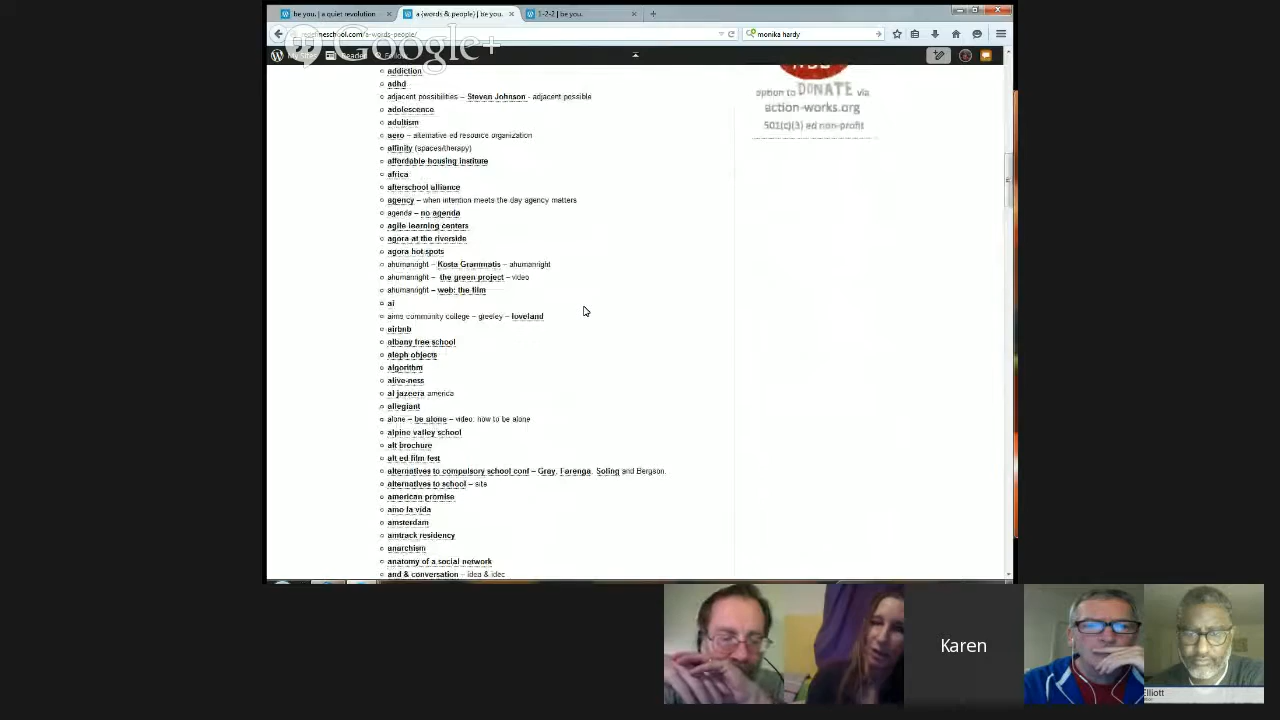 be you. | a quiet revolution
a {words & people} | be you.
1-2-2 | be you.
Google+
monika hardy
addiction
adhd
adjacent possibilities – Steven Johnson - adjacent possible
adolescence
adultism
aero – alternative ed resource organization
affinity (spaces/therapy)
affordable housing institute
africa
afterschool alliance
agency – when intention meets the day agency matters
agenda – no agenda
agile learning centers
agora at the riverside
agora hot-spots
ahumanright – Kosta Grammatis – ahumanright
ahumanright – the green project – video
ahumanright – web: the film
ai
aims community college – greeley – loveland
airbnb
albany free school
aleph objects
algorithm
alive-ness
al jazeera america
allegiant
alone – be alone – video: how to be alone
alpine valley school
alt brochure
alt ed film fest
alternatives to compulsory school conf – Gray, Farenga, Soling and Bergson.
alternatives to school – site
american promise
amo la vida
amsterdam
amtrack residency
anarchism
anatomy of a social network
and & conversation – idea & idec
option to DONATE via
action-works.org
501(c)(3) ed non-profit
Karen
Elliott